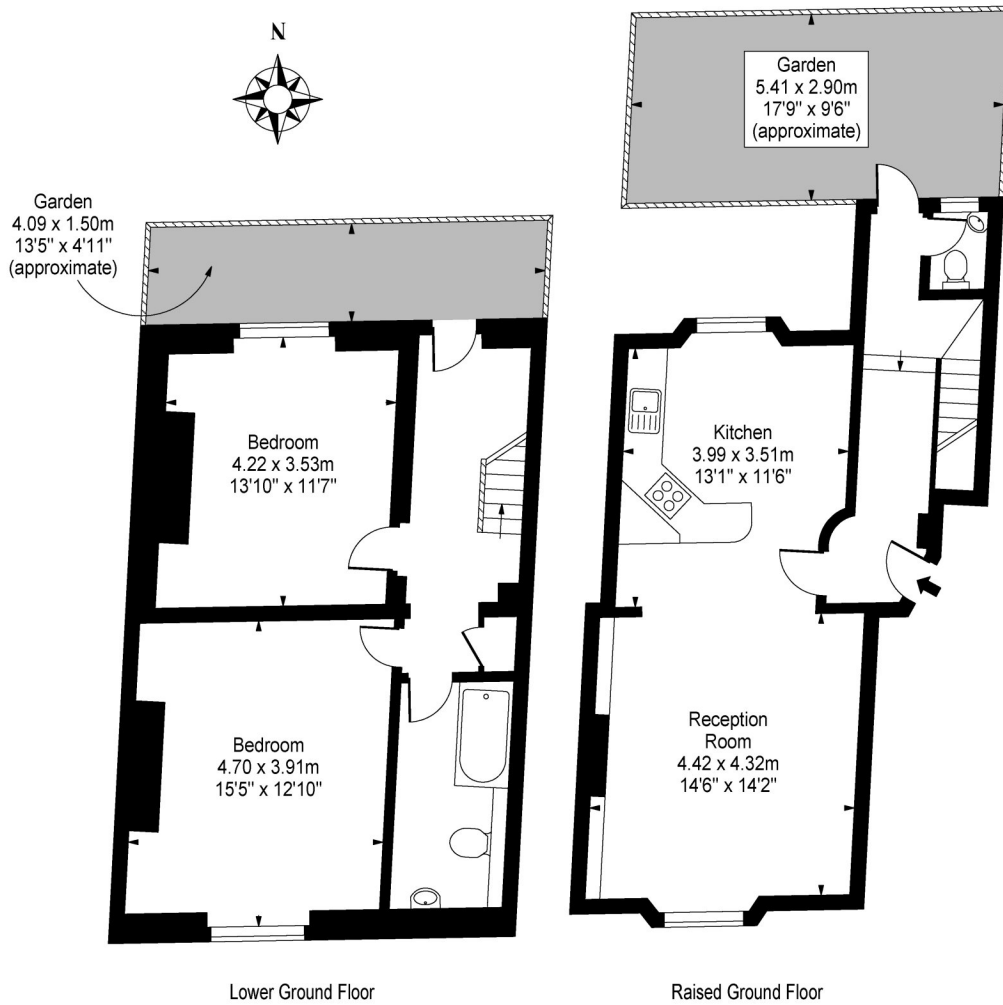 N
Garden
4.09 x 1.50m
13'5" x 4'11"
(approximate)
Bedroom
4.22 x 3.53m
13'10" x 11'7"
Bedroom
4.70 x 3.91m
15'5" x 12'10"
Lower Ground Floor
Garden
5.41 x 2.90m
17'9" x 9'6"
(approximate)
Kitchen
3.99 x 3.51m
13'1" x 11'6"
Reception
Room
4.42 x 4.32m
14'6" x 14'2"
Raised Ground Floor